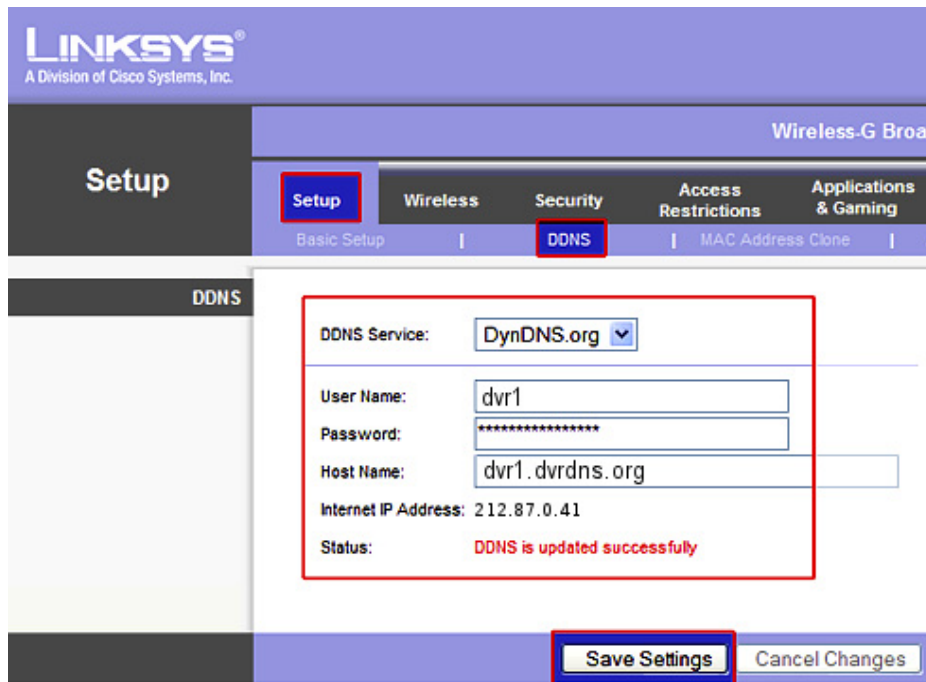 LINKSYS®
A Division of Cisco Systems, Inc.
Wireless-G Broa
Setup
Setup Wireless Security Access Restrictions Applications & Gaming
Basic Setup | DDNS | MAC Address Clone |
DDNS
DDNS Service: DynDNS.org
User Name: dvr1
Password: ****************
Host Name: dvr1.dvrdns.org
Internet IP Address: 212.87.0.41
Status: DDNS is updated successfully
Save Settings Cancel Changes